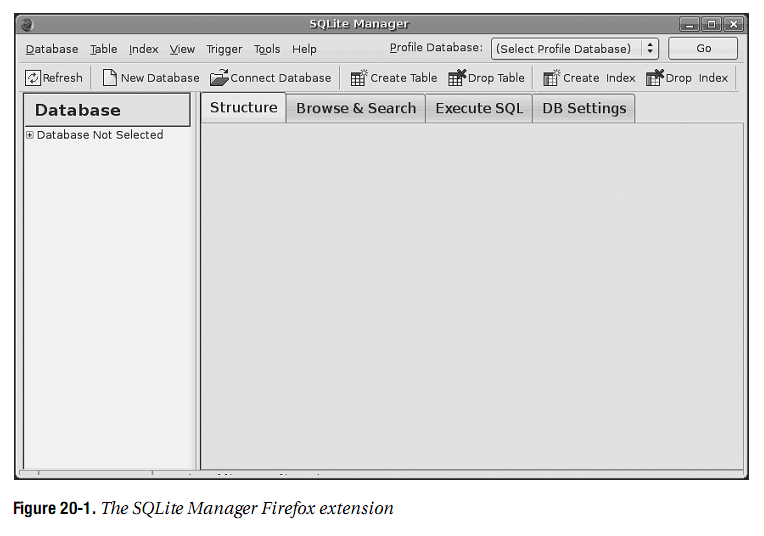 SQLite Manager
Database Table Index View Trigger Tools Help Profile Database: (Select Profile Database) Go
Refresh New Database Connect Database Create Table Drop Table Create Index Drop Index
Database
Structure Browse & Search Execute SQL DB Settings
Database Not Selected
Figure 20-1. The SQLite Manager Firefox extension